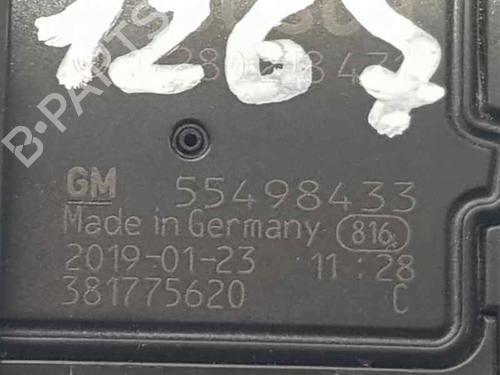 1267
GM 55498433
Made in Germany 816
2019-01-23 11:28
381775620 C
B-PARTS